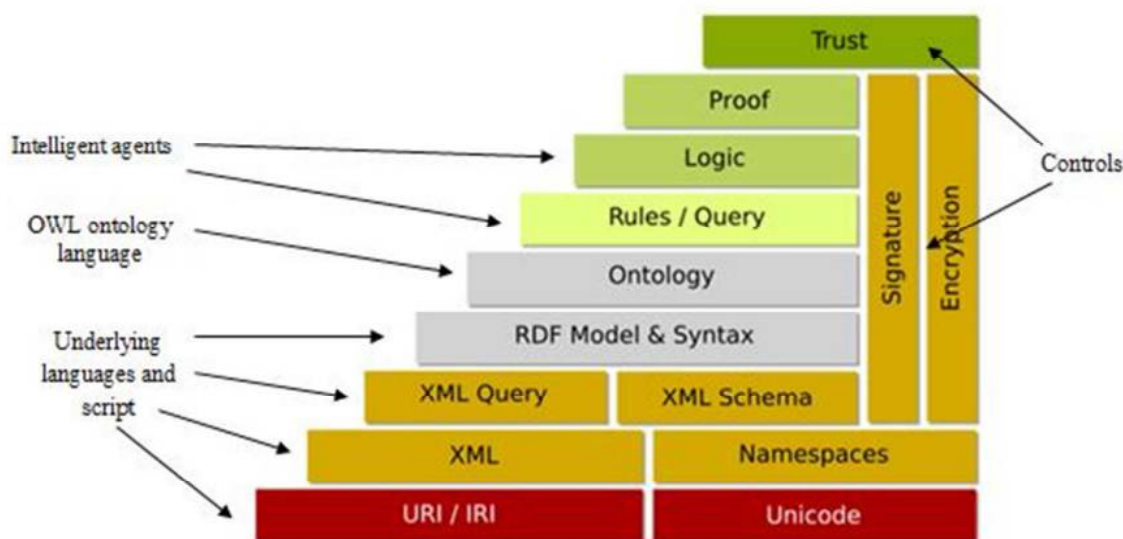 Trust
Proof
Intelligent agents
Logic
Controls
Rules / Query
OWL ontology
language
Ontology
Signature
Encryption
RDF Model & Syntax
Underlying
languages and
script
XML Query
XML Schema
XML
Namespaces
URI / IRI
Unicode